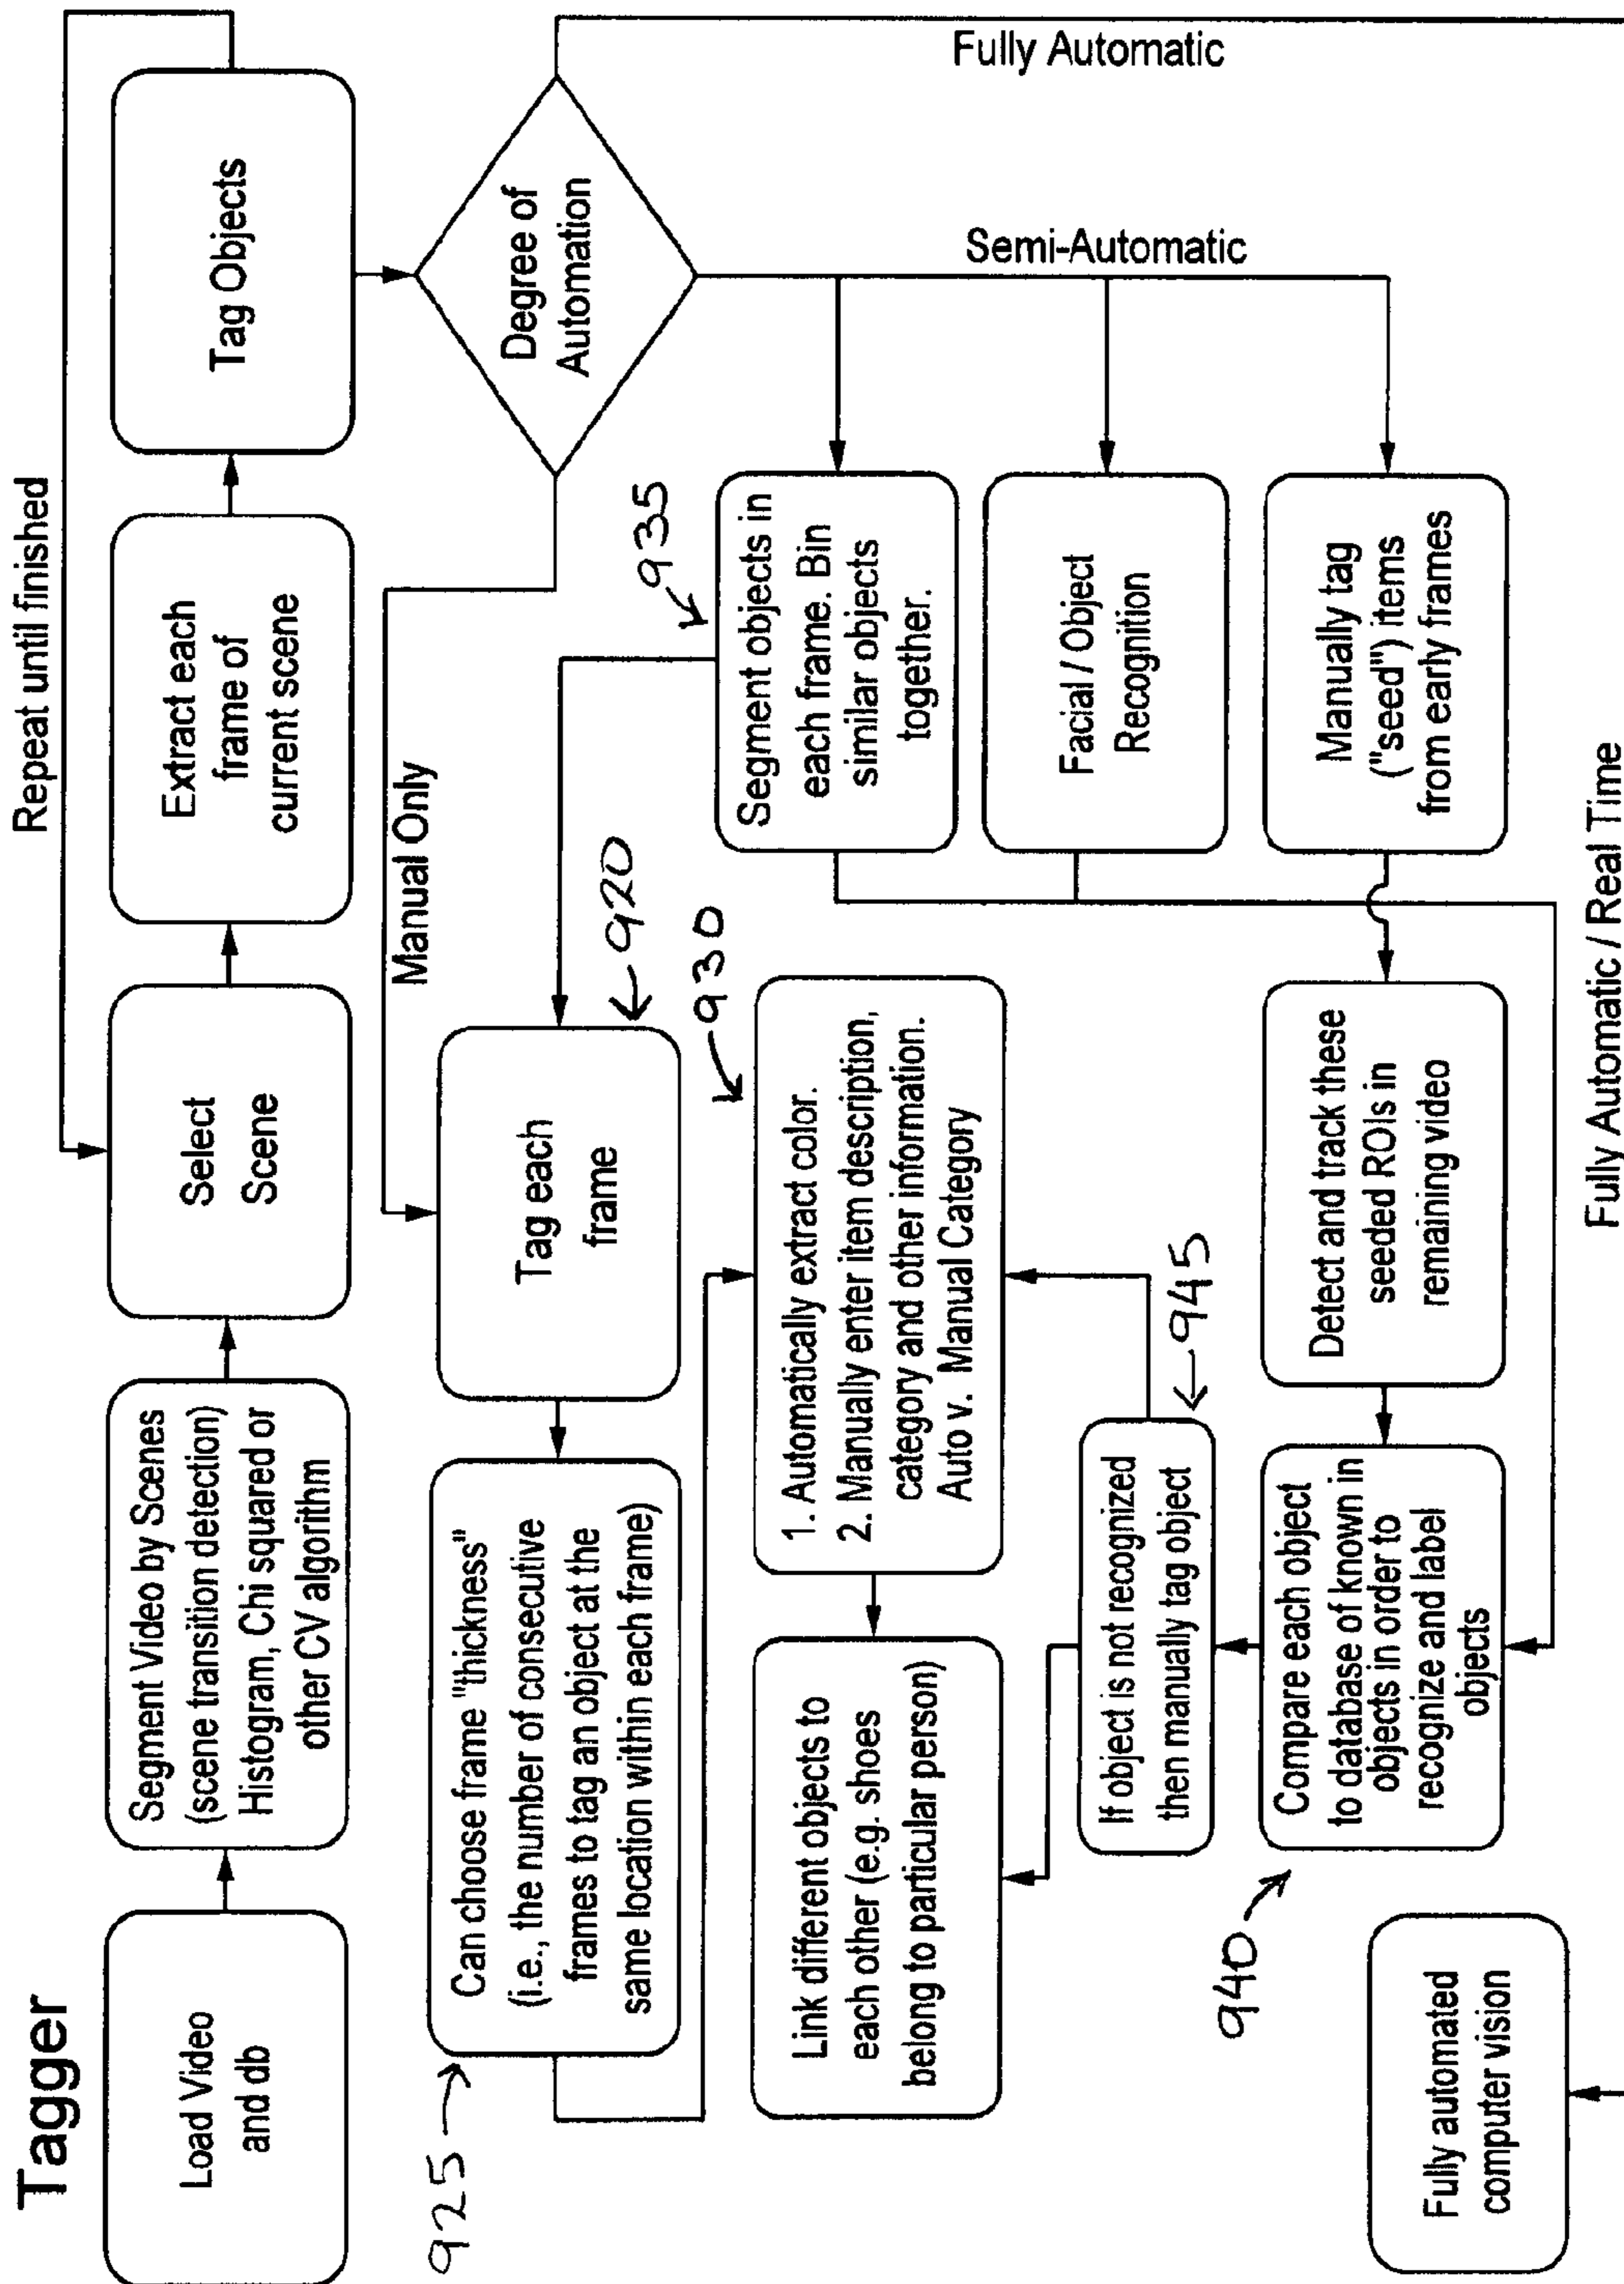 Tagger
Repeat until finished
Load Video
and db
Segment Video by Scenes
(scene transition detection)
Histogram, Chi squared or
other CV algorithm
Select
Scene
Extract each
frame of
current scene
Tag Objects
Manual Only
Degree of
Automation
Fully Automatic
Semi-Automatic
925
Can choose frame "thickness"
(i.e., the number of consecutive
frames to tag an object at the
same location within each frame)
Tag each
frame
920
930
1. Automatically extract color.
2. Manually enter item description,
category and other information.
Auto v. Manual Category
Link different objects to
each other (e.g. shoes
belong to particular person)
935
Segment objects in
each frame. Bin
similar objects
together.
Facial / Object
Recognition
Manually tag
("seed") items
from early frames
945
If object is not recognized
then manually tag object
940
Compare each object
to database of known in
objects in order to
recognize and label
objects
Detect and track these
seeded ROIs in
remaining video
Fully automated
computer vision
Fully Automatic / Real Time